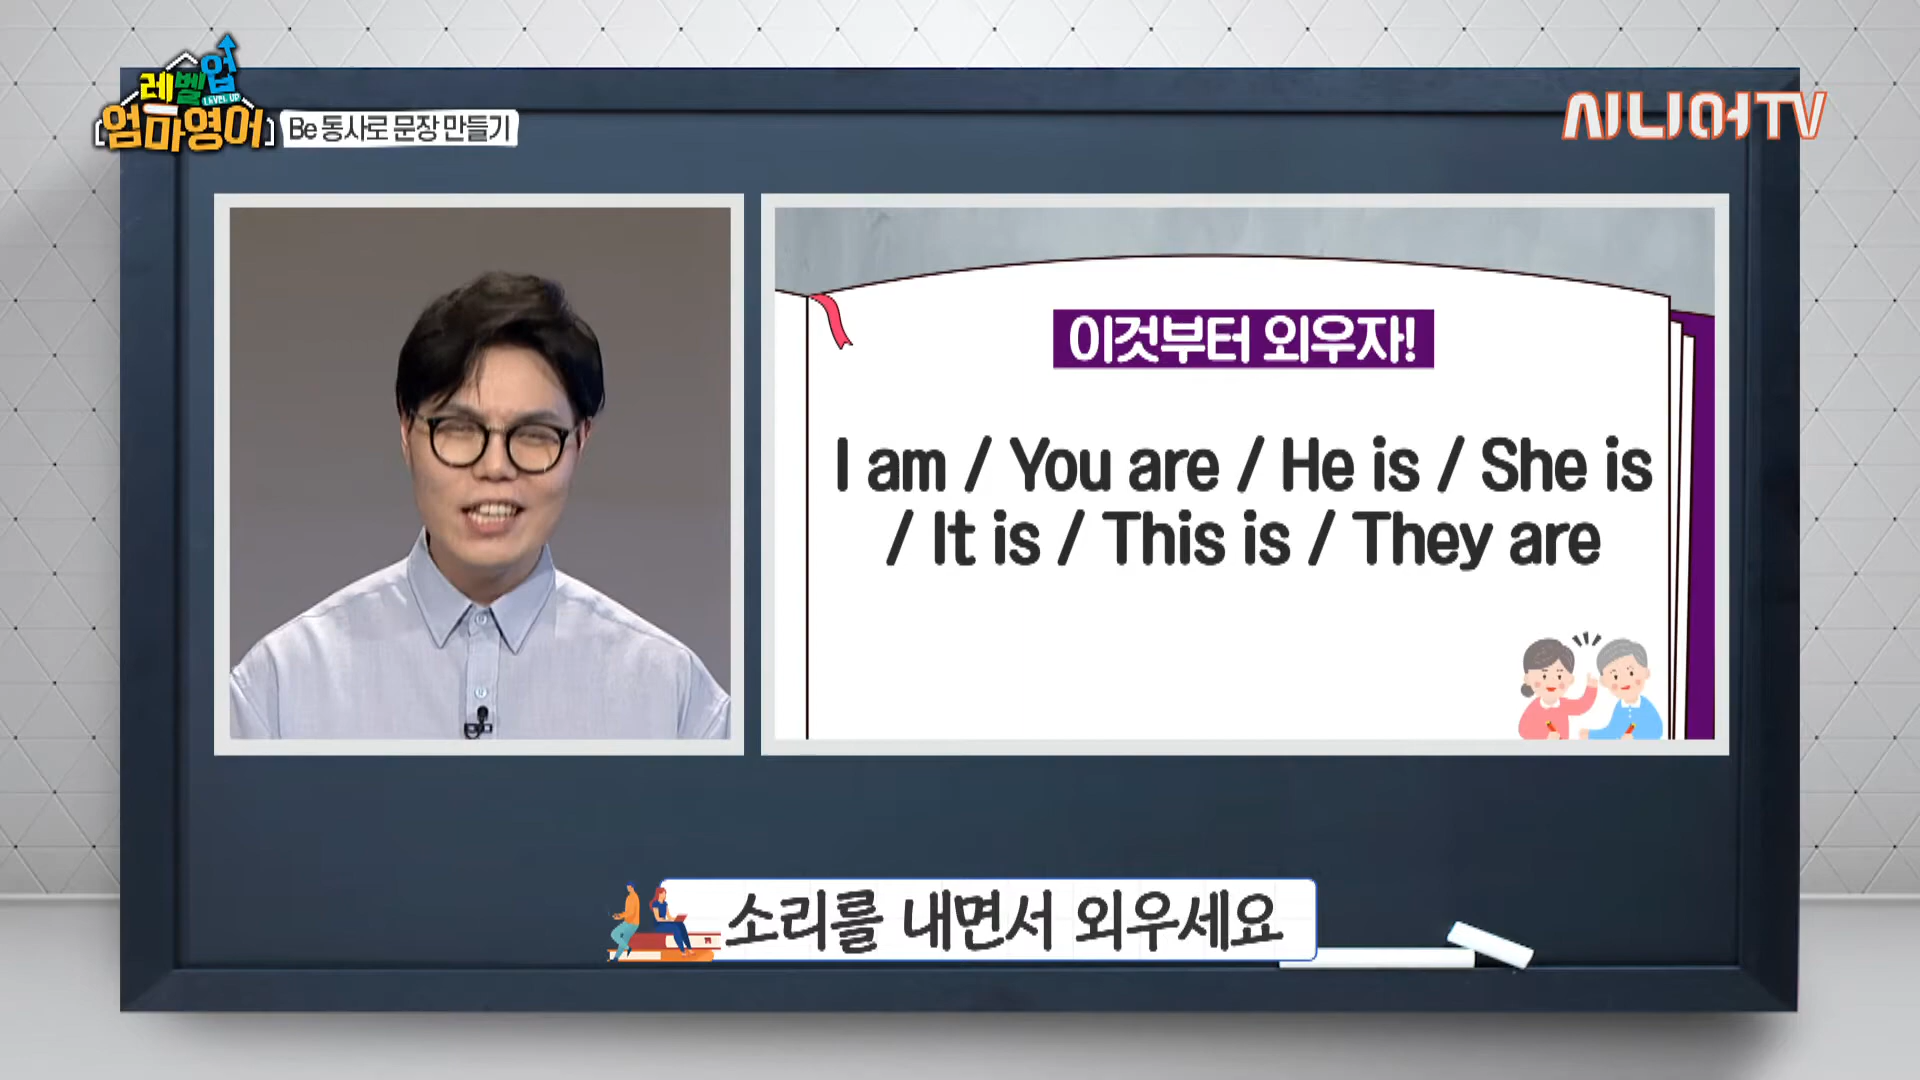 레벨업
LEVEL UP
엄마영어
Be 동사로 문장 만들기
시니어TV
이것부터 외우자!
I am / You are / He is / She is
/ It is / This is / They are
소리를 내면서 외우세요